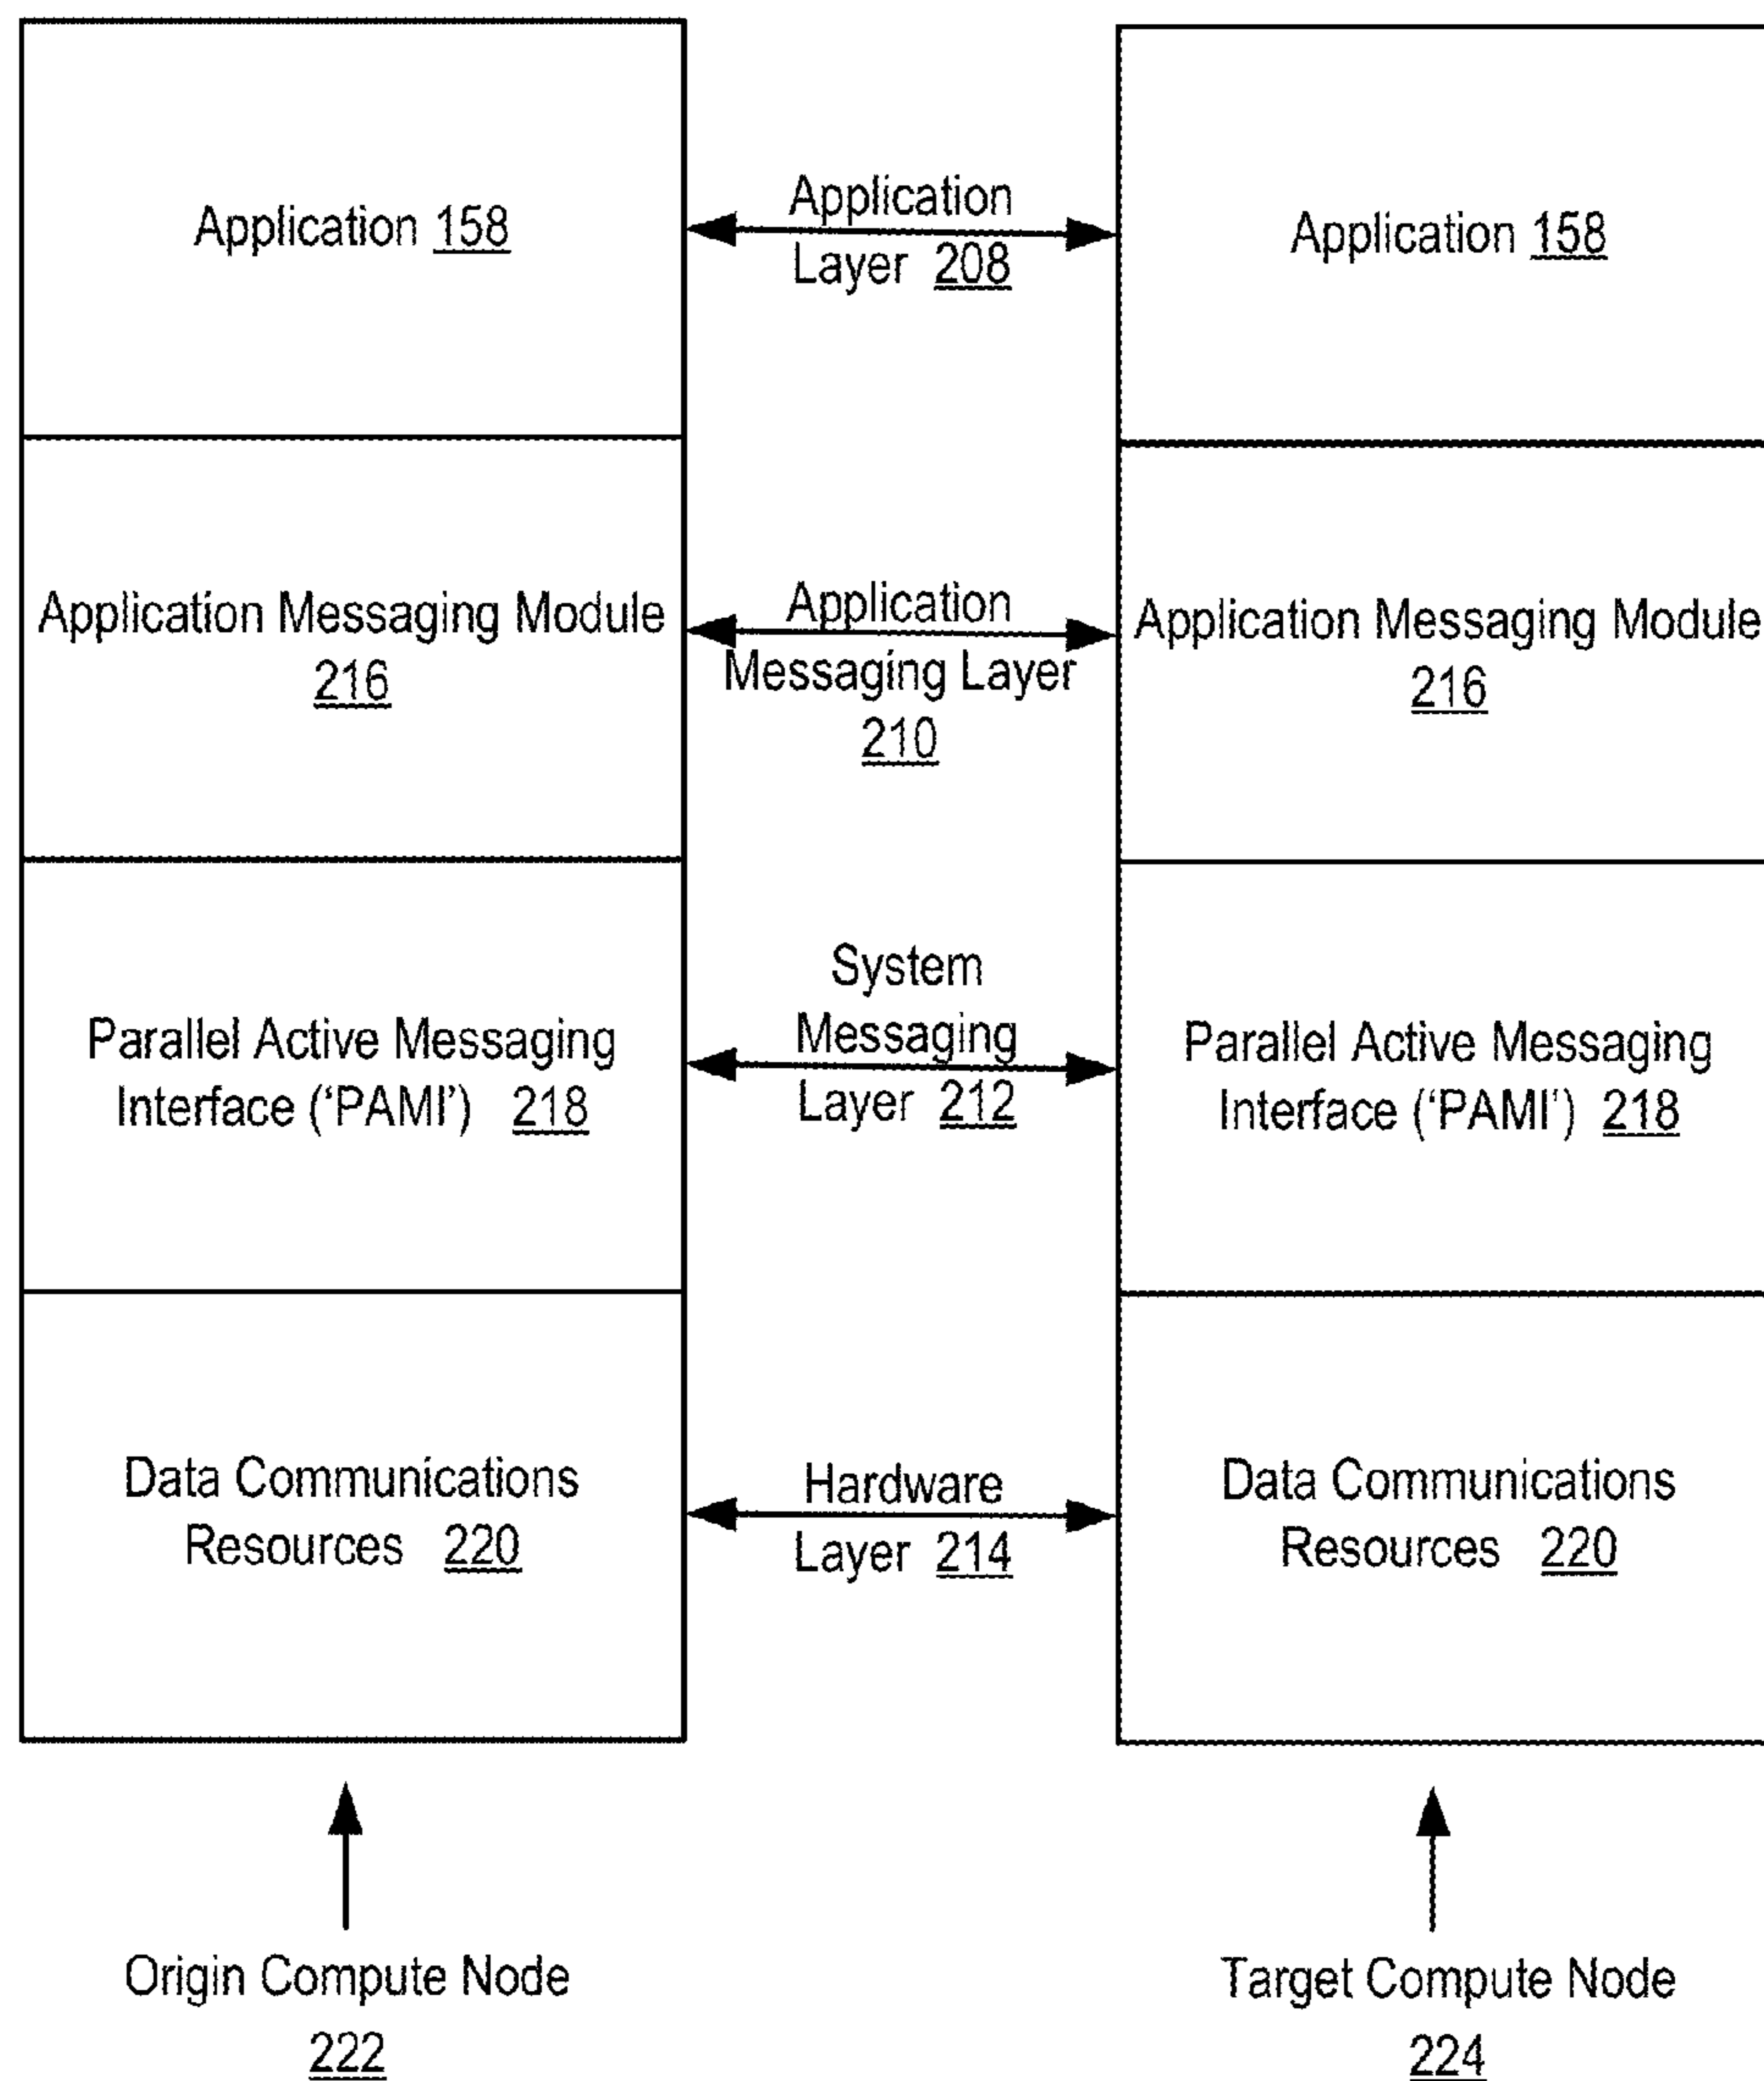 Application 158
Application
Layer 208
Application 158
Application Messaging Module
216
Application
Messaging Layer
210
Application Messaging Module
216
Parallel Active Messaging
Interface (‘PAMI’) 218
System
Messaging
Layer 212
Parallel Active Messaging
Interface (‘PAMI’) 218
Data Communications
Resources 220
Hardware
Layer 214
Data Communications
Resources 220
Origin Compute Node
222
Target Compute Node
224